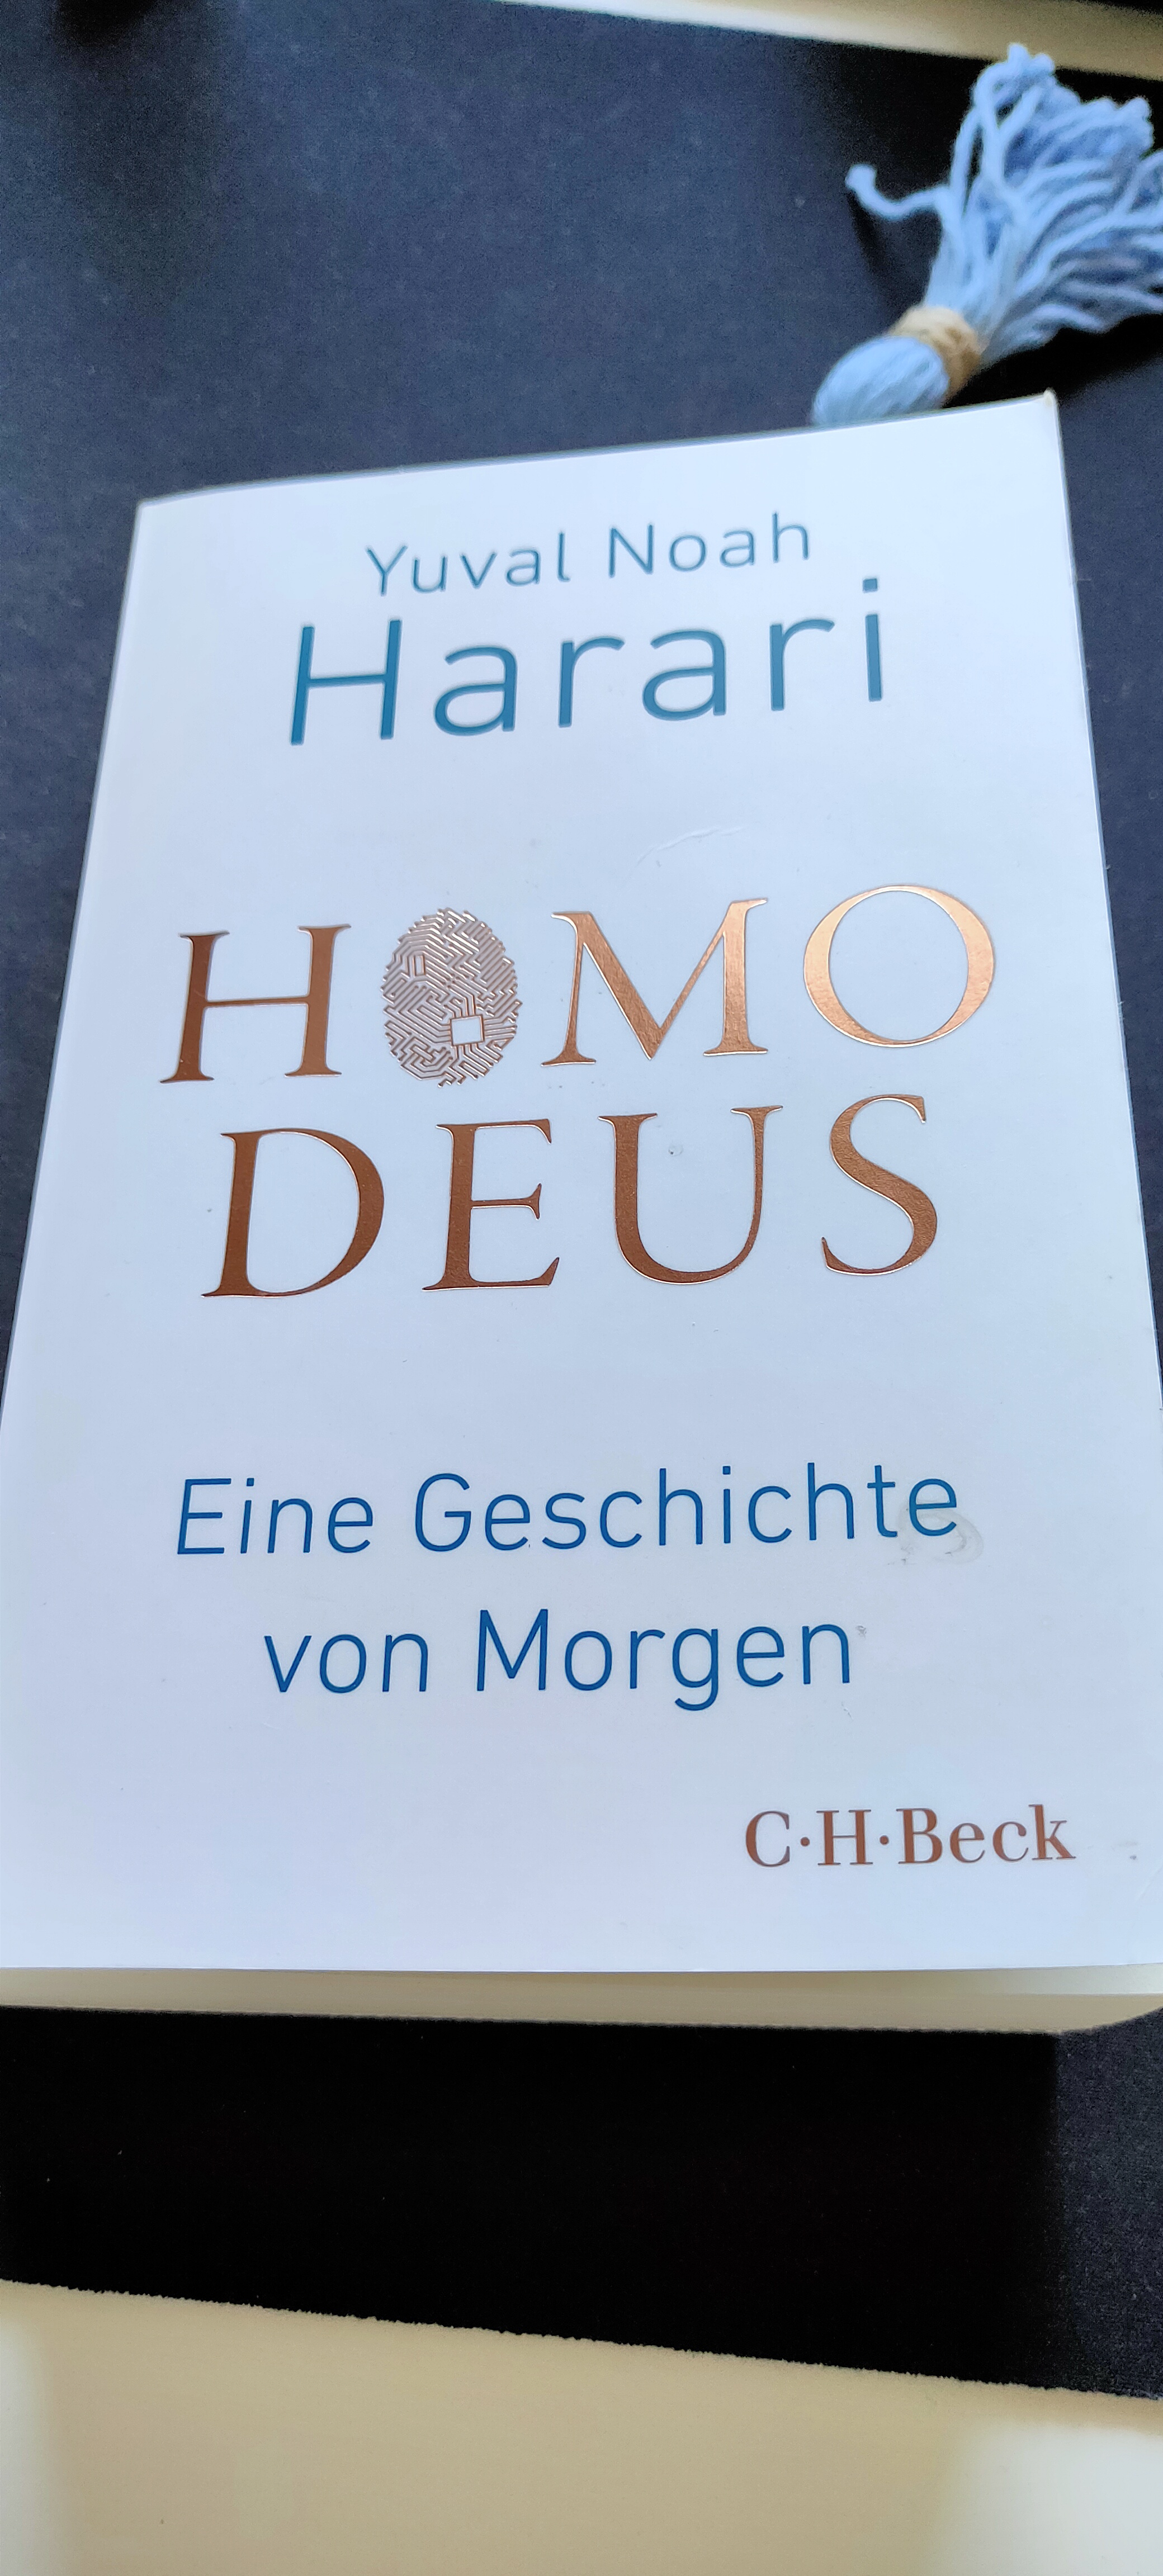 Yuval Noah
Harari
HOMO
DEUS
Eine Geschichte
von Morgen
C·H·Beck